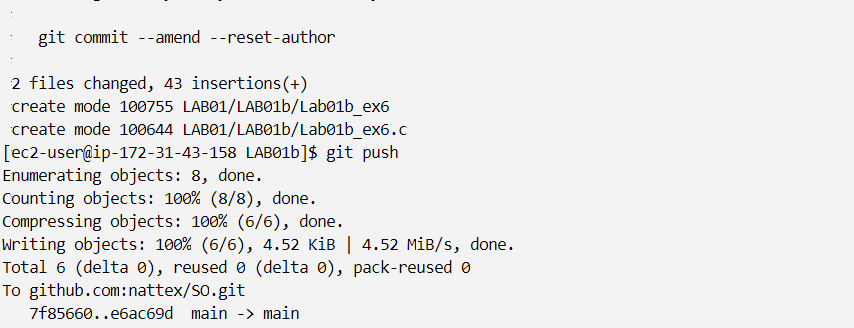 git commit --amend --reset-author
2 files changed, 43 insertions(+)
create mode 100755 LAB01/LAB01b/Lab01b_ex6
create mode 100644 LAB01/LAB01b/Lab01b_ex6.c
[ec2-user@ip-172-31-43-158 LAB01b]$ git push
Enumerating objects: 8, done.
Counting objects: 100% (8/8), done.
Compressing objects: 100% (6/6), done.
Writing objects: 100% (6/6), 4.52 KiB | 4.52 MiB/s, done.
Total 6 (delta 0), reused 0 (delta 0), pack-reused 0
To github.com:nattex/SO.git
7f85660..e6ac69d  main -> main